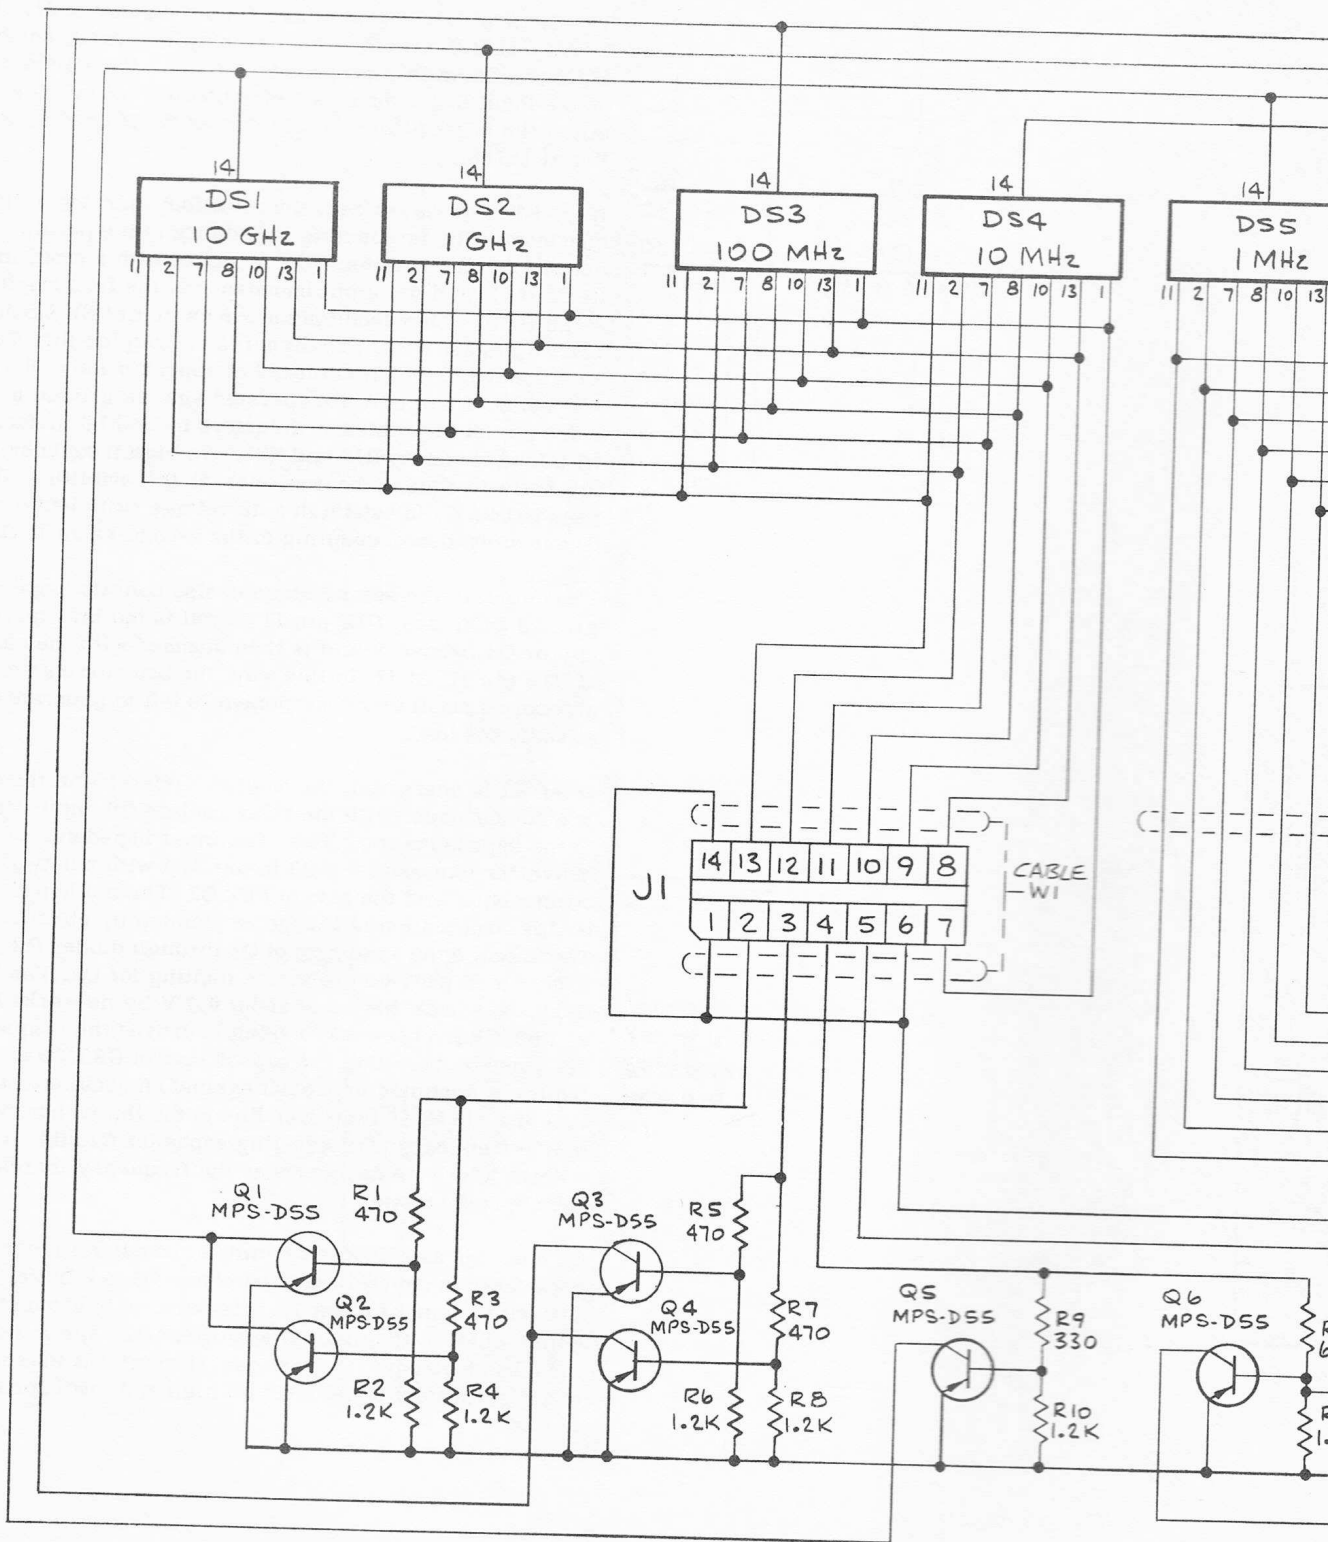 14
14
14
14
14
DS1
10 GHz
DS2
1 GHz
DS3
100 MHz
DS4
10 MHz
DS5
1 MHz
11 2 7 8 10 13 1
11 2 7 8 10 13 1
11 2 7 8 10 13 1
11 2 7 8 10 13 1
11 2 7 8 10 13
J1
14 13 12 11 10 9 8
1 2 3 4 5 6 7
CABLE
W1
Q1
MPS-D55
R1
470
Q3
MPS-D55
R5
470
Q2
MPS-D55
R3
470
Q4
MPS-D55
R7
470
Q5
MPS-D55
R9
330
Q6
MPS-D55
R2
1.2K
R4
1.2K
R6
1.2K
R8
1.2K
R10
1.2K